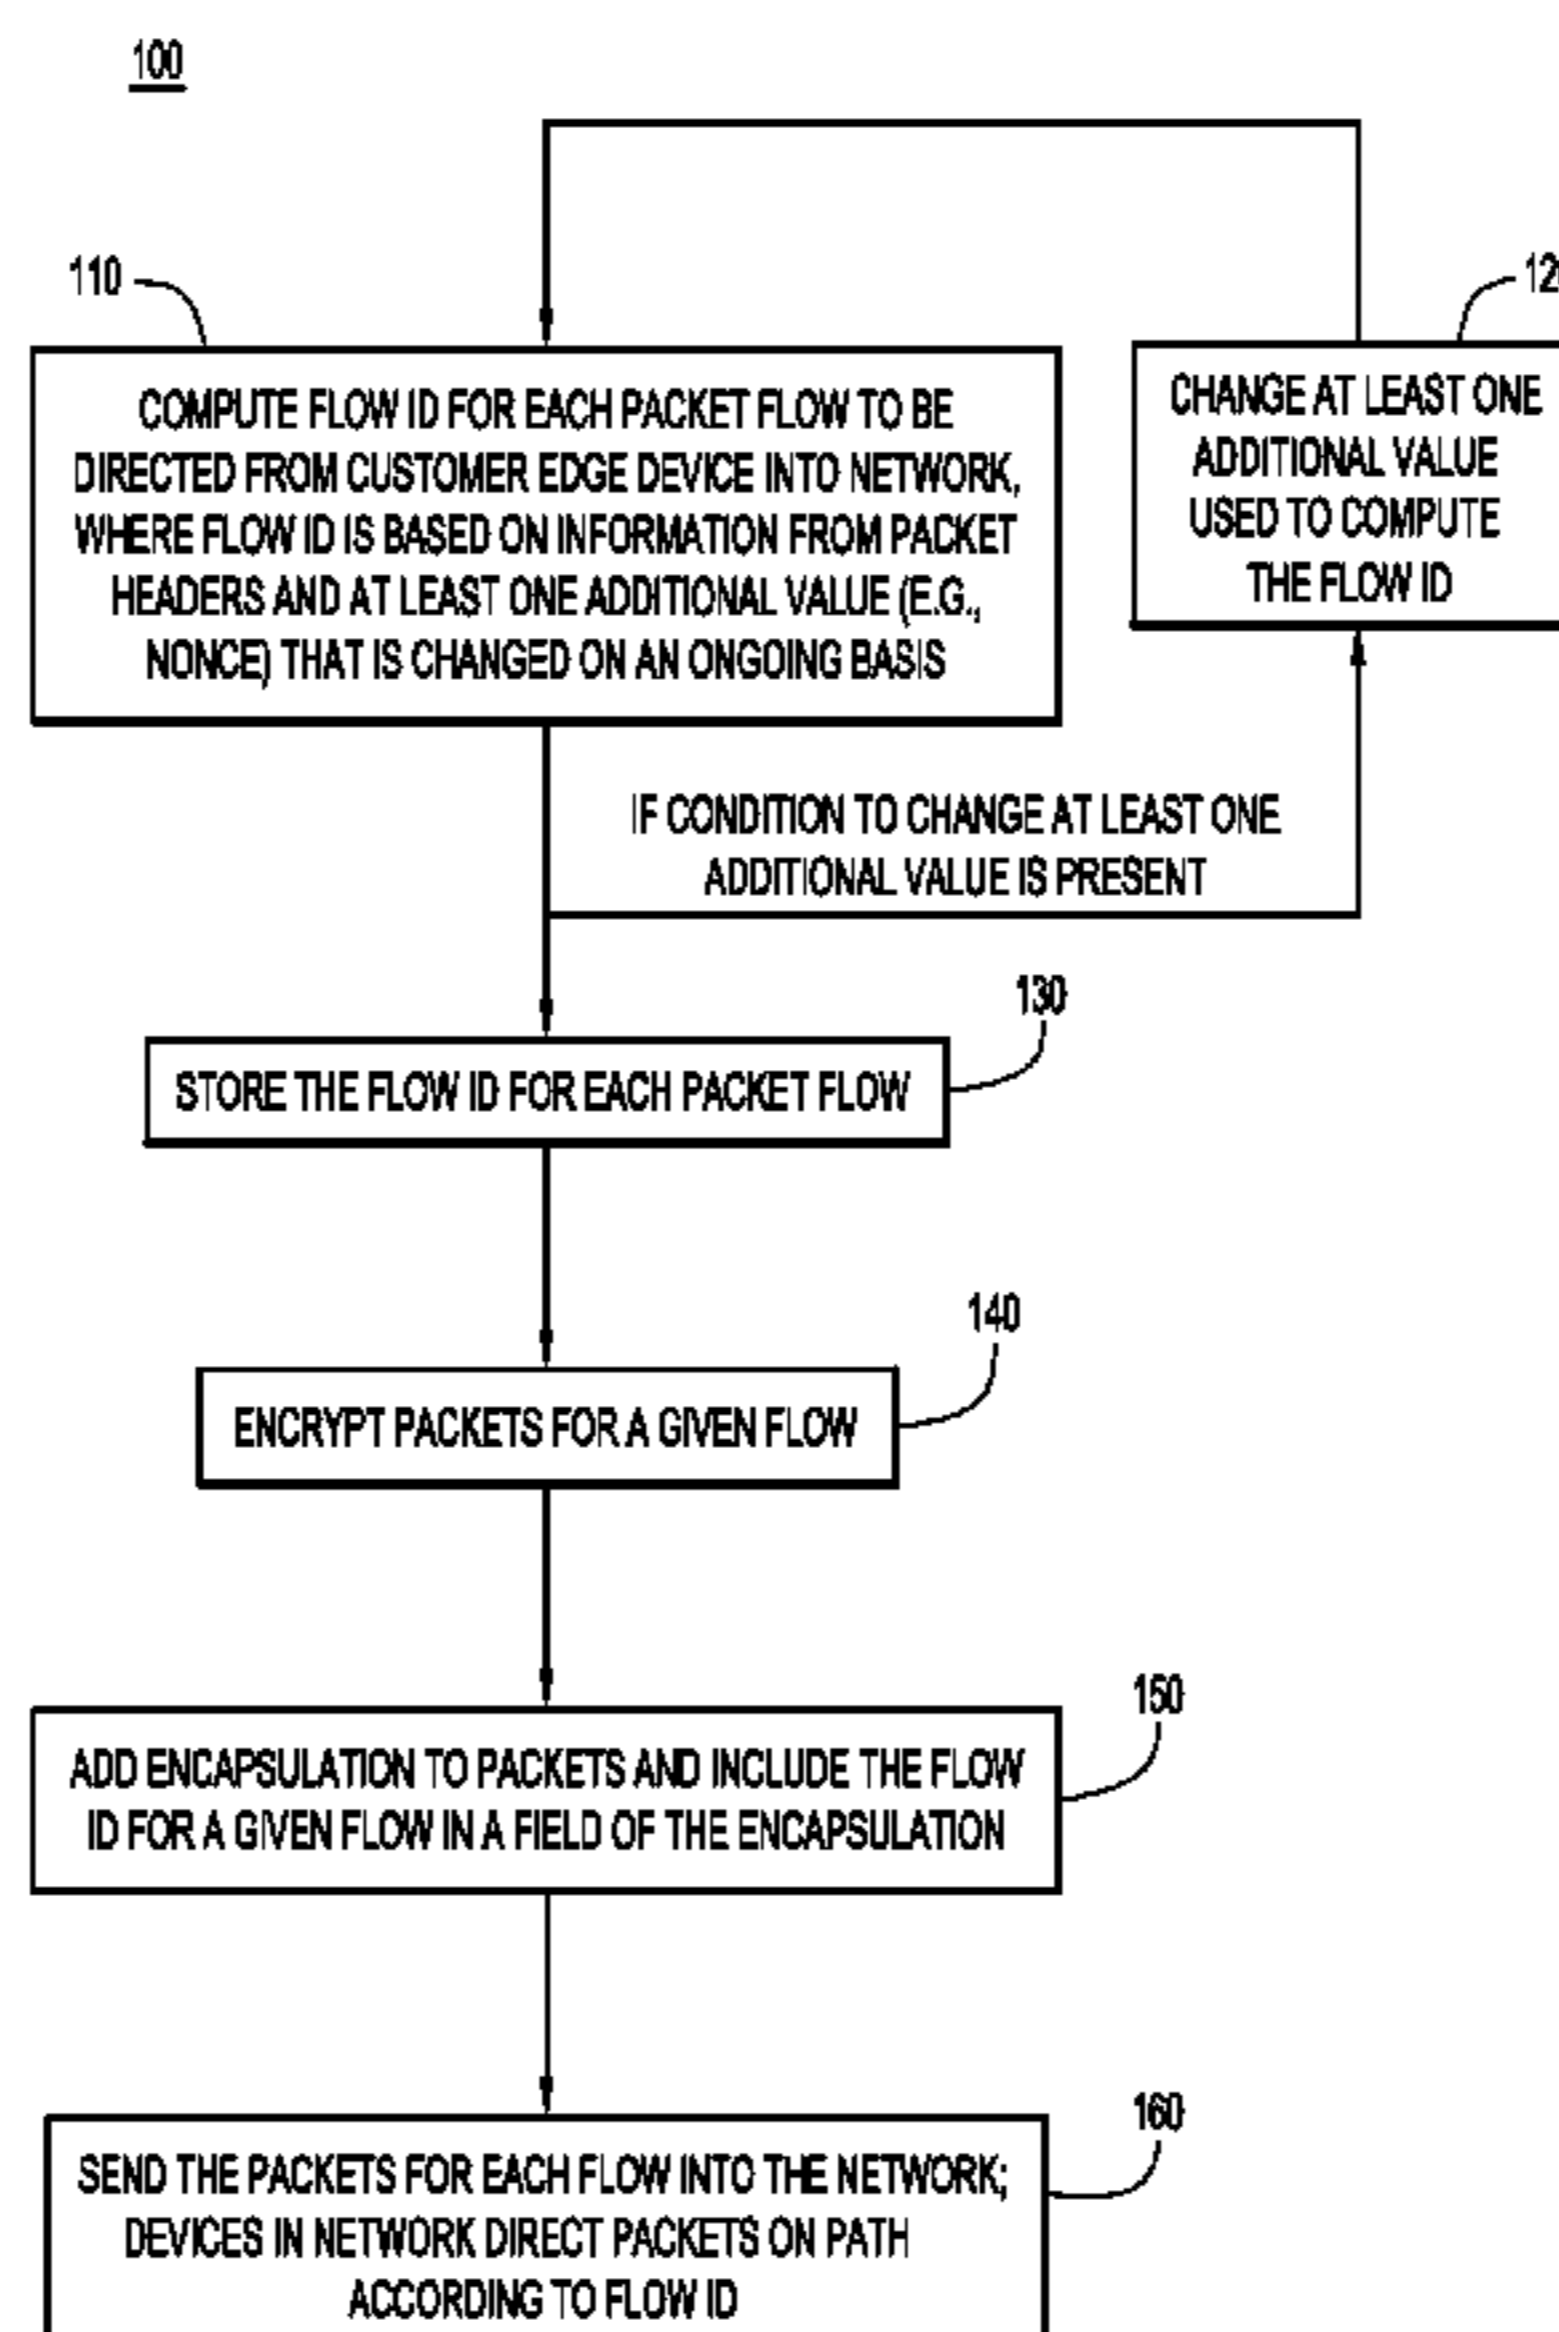 100
110
COMPUTE FLOW ID FOR EACH PACKET FLOW TO BE
DIRECTED FROM CUSTOMER EDGE DEVICE INTO NETWORK,
WHERE FLOW ID IS BASED ON INFORMATION FROM PACKET
HEADERS AND AT LEAST ONE ADDITIONAL VALUE (E.G.,
NONCE) THAT IS CHANGED ON AN ONGOING BASIS
CHANGE AT LEAST ONE
ADDITIONAL VALUE
USED TO COMPUTE
THE FLOW ID
IF CONDITION TO CHANGE AT LEAST ONE
ADDITIONAL VALUE IS PRESENT
130
STORE THE FLOW ID FOR EACH PACKET FLOW
140
ENCRYPT PACKETS FOR A GIVEN FLOW
150
ADD ENCAPSULATION TO PACKETS AND INCLUDE THE FLOW
ID FOR A GIVEN FLOW IN A FIELD OF THE ENCAPSULATION
160
SEND THE PACKETS FOR EACH FLOW INTO THE NETWORK;
DEVICES IN NETWORK DIRECT PACKETS ON PATH
ACCORDING TO FLOW ID